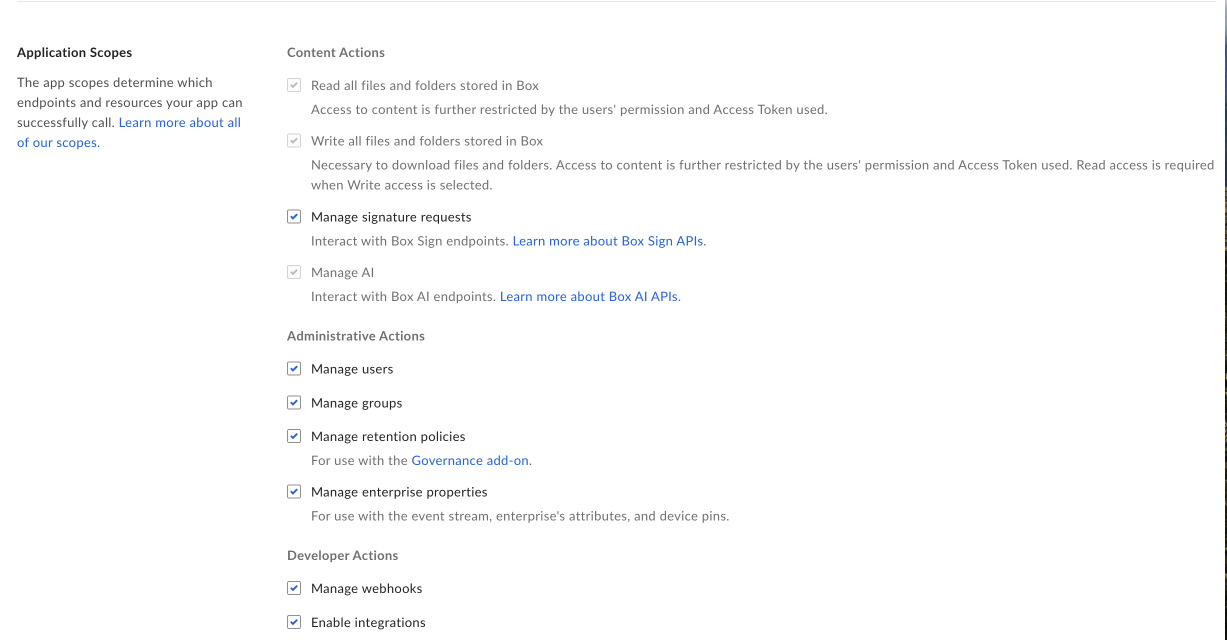 Application Scopes
The app scopes determine which
endpoints and resources your app can
successfully call. Learn more about all
of our scopes.
Content Actions
Read all files and folders stored in Box
Access to content is further restricted by the users' permission and Access Token used.
Write all files and folders stored in Box
Necessary to download files and folders. Access to content is further restricted by the users' permission and Access Token used. Read access is required
when Write access is selected.
Manage signature requests
Interact with Box Sign endpoints. Learn more about Box Sign APIs.
Manage AI
Interact with Box AI endpoints. Learn more about Box AI APIs.
Administrative Actions
Manage users
Manage groups
Manage retention policies
For use with the Governance add-on.
Manage enterprise properties
For use with the event stream, enterprise's attributes, and device pins.
Developer Actions
Manage webhooks
Enable integrations